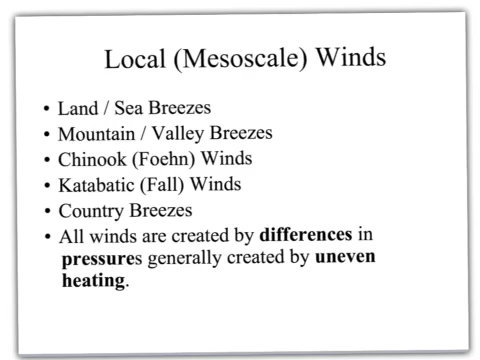 Local (Mesoscale) Winds
• Land / Sea Breezes
• Mountain / Valley Breezes
• Chinook (Foehn) Winds
• Katabatic (Fall) Winds
• Country Breezes
• All winds are created by differences in
pressures generally created by uneven
heating.